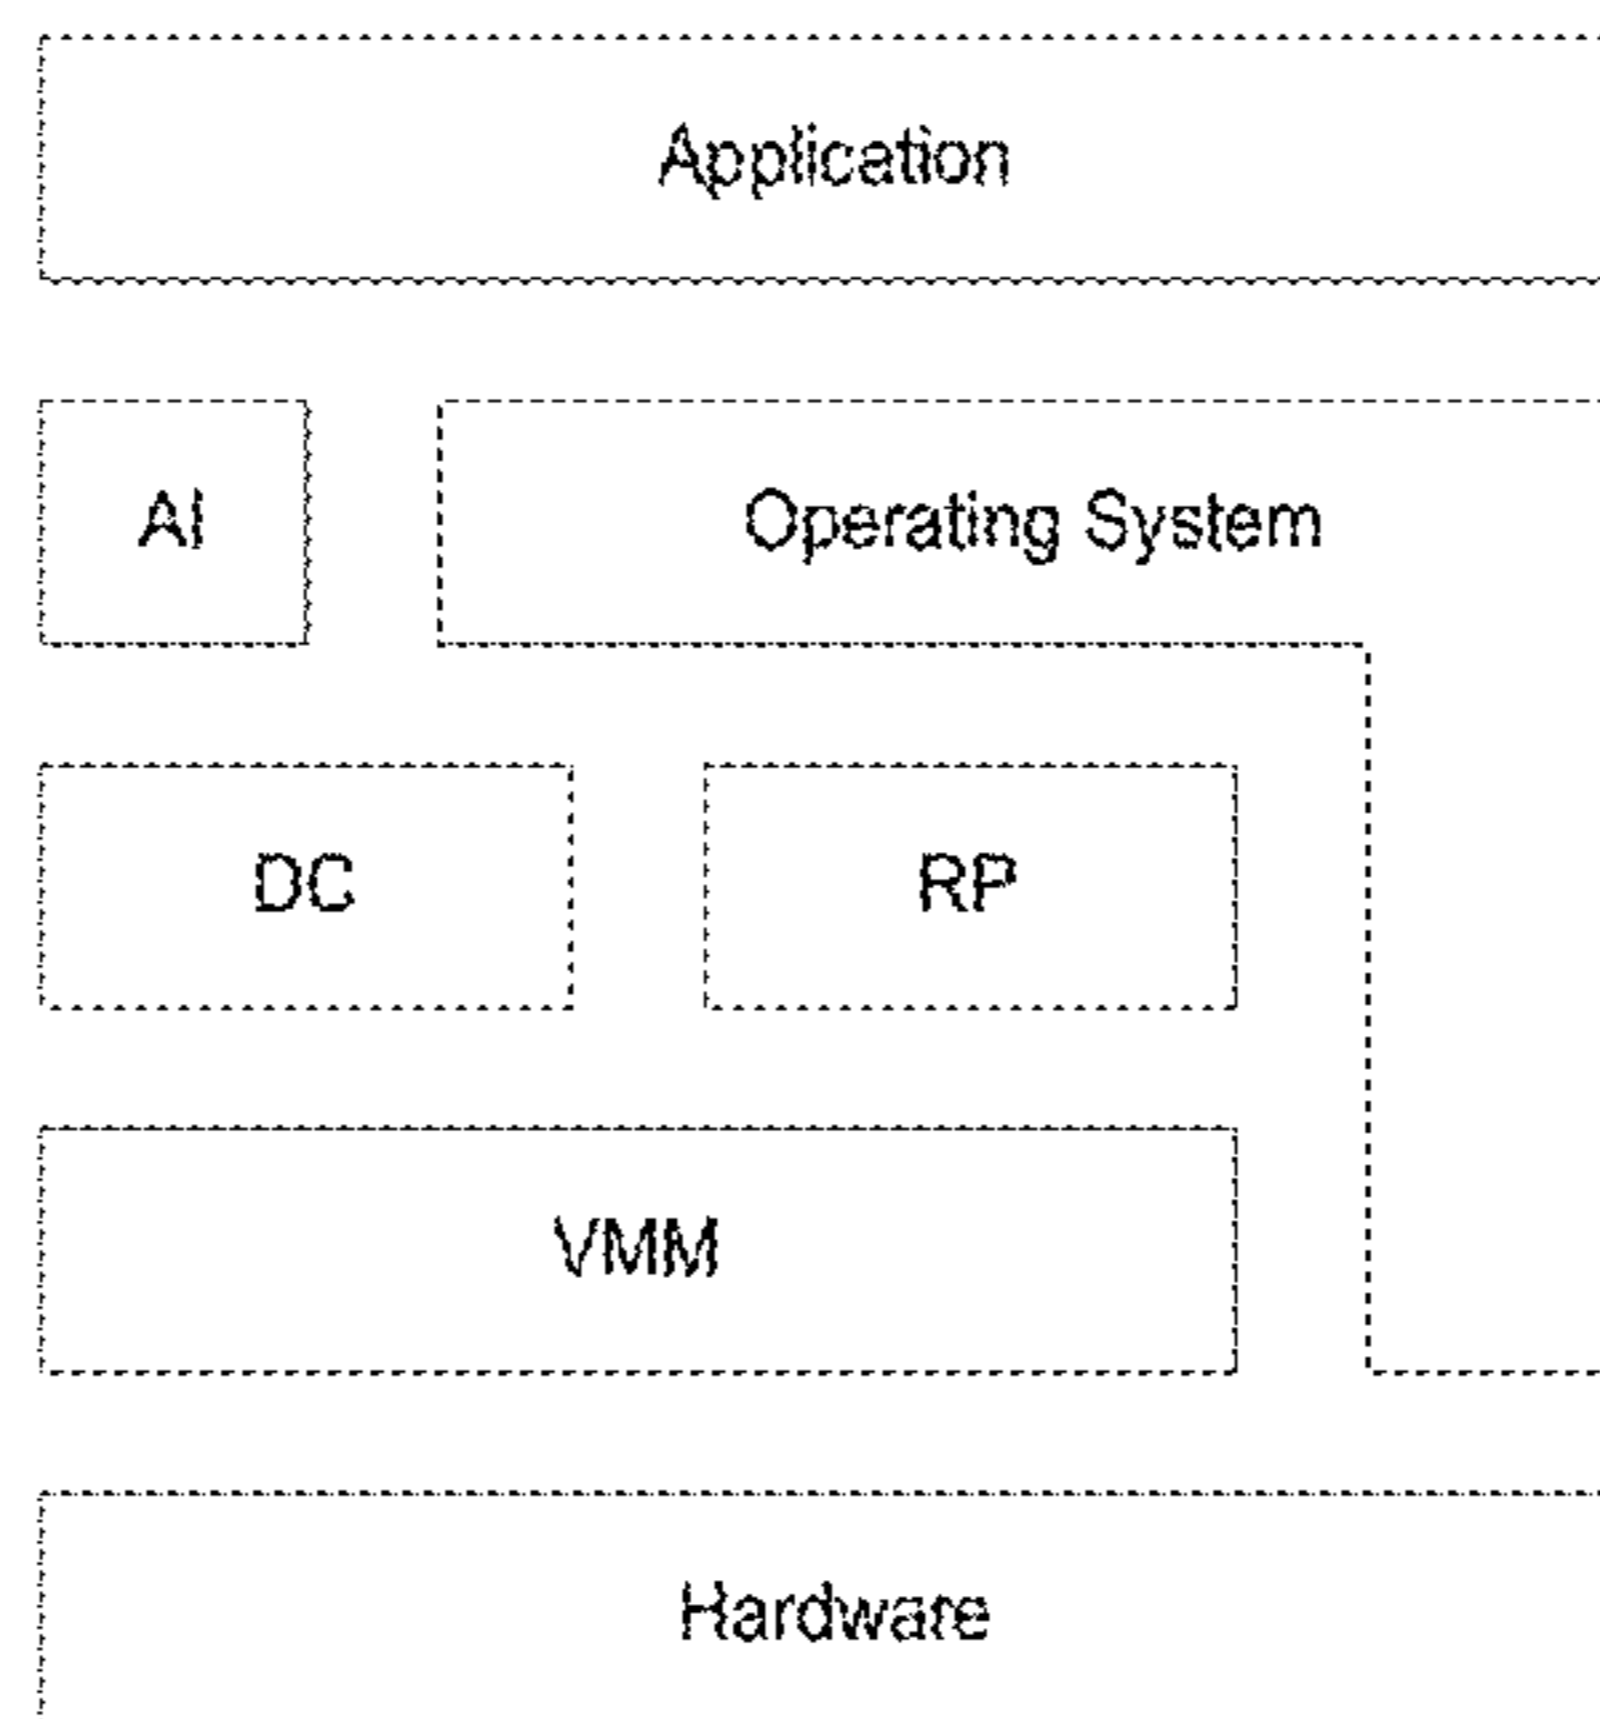 Application
AI
Operating System
DC
RP
VMM
Hardware